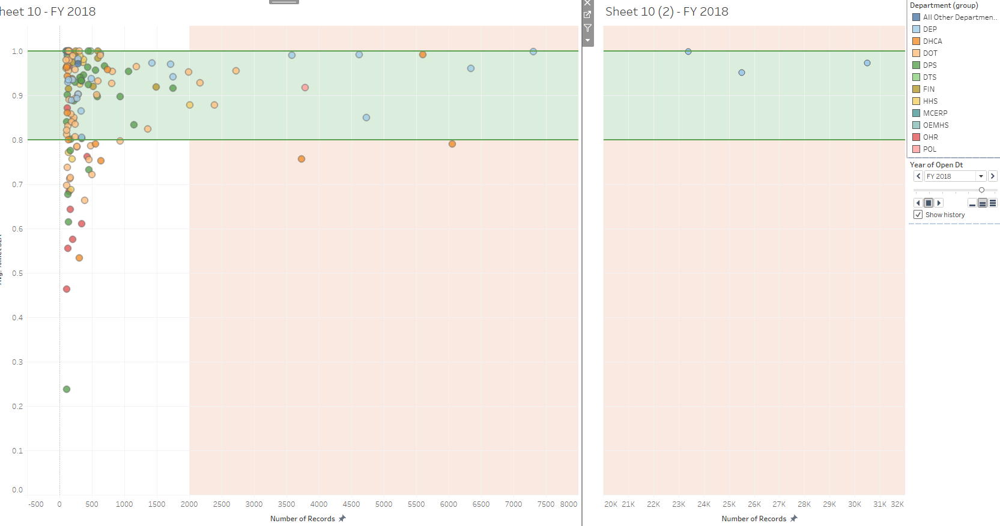 heet 10 - FY 2018
1.0
0.9
0.8
0.7
0.6
0.5
0.4
0.3
0.2
0.1
0.0
-500 0 500 1000 1500 2000 2500 3000 3500 4000 4500 5000 5500 6000 6500 7000 7500 8000
Number of Records
Sheet 10 (2) - FY 2018
20K 21K 22K 23K 24K 25K 26K 27K 28K 29K 30K 31K 32K
Number of Records
Department (group)
All Other Departmen..
DEP
DHCA
DOT
DPS
DTS
FIN
HHS
MCERP
OEMHS
OHR
POL
Year of Open Dt
FY 2018
Show history